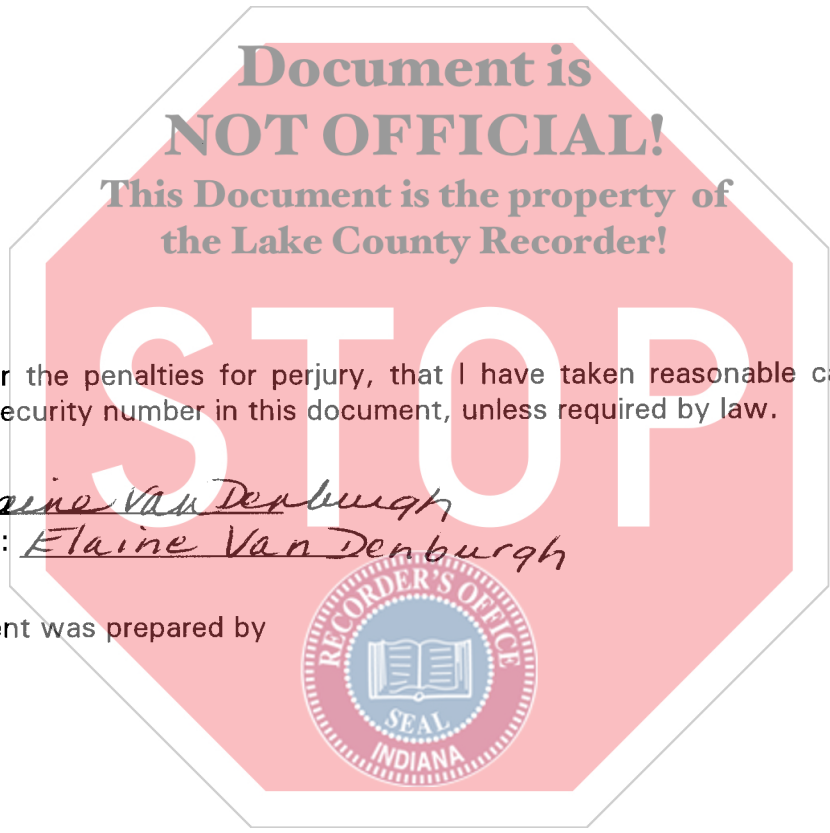 Document is
NOT OFFICIAL!
This Document is the property of
the Lake County Recorder!
STOP
r the penalties for perjury, that I have taken reasonable ca
ecurity number in this document, unless required by law.
aine Van Denburgh
: Elaine Van Denburgh
ent was prepared by
RECORDER'S OFFICE
SEAL
INDIANA